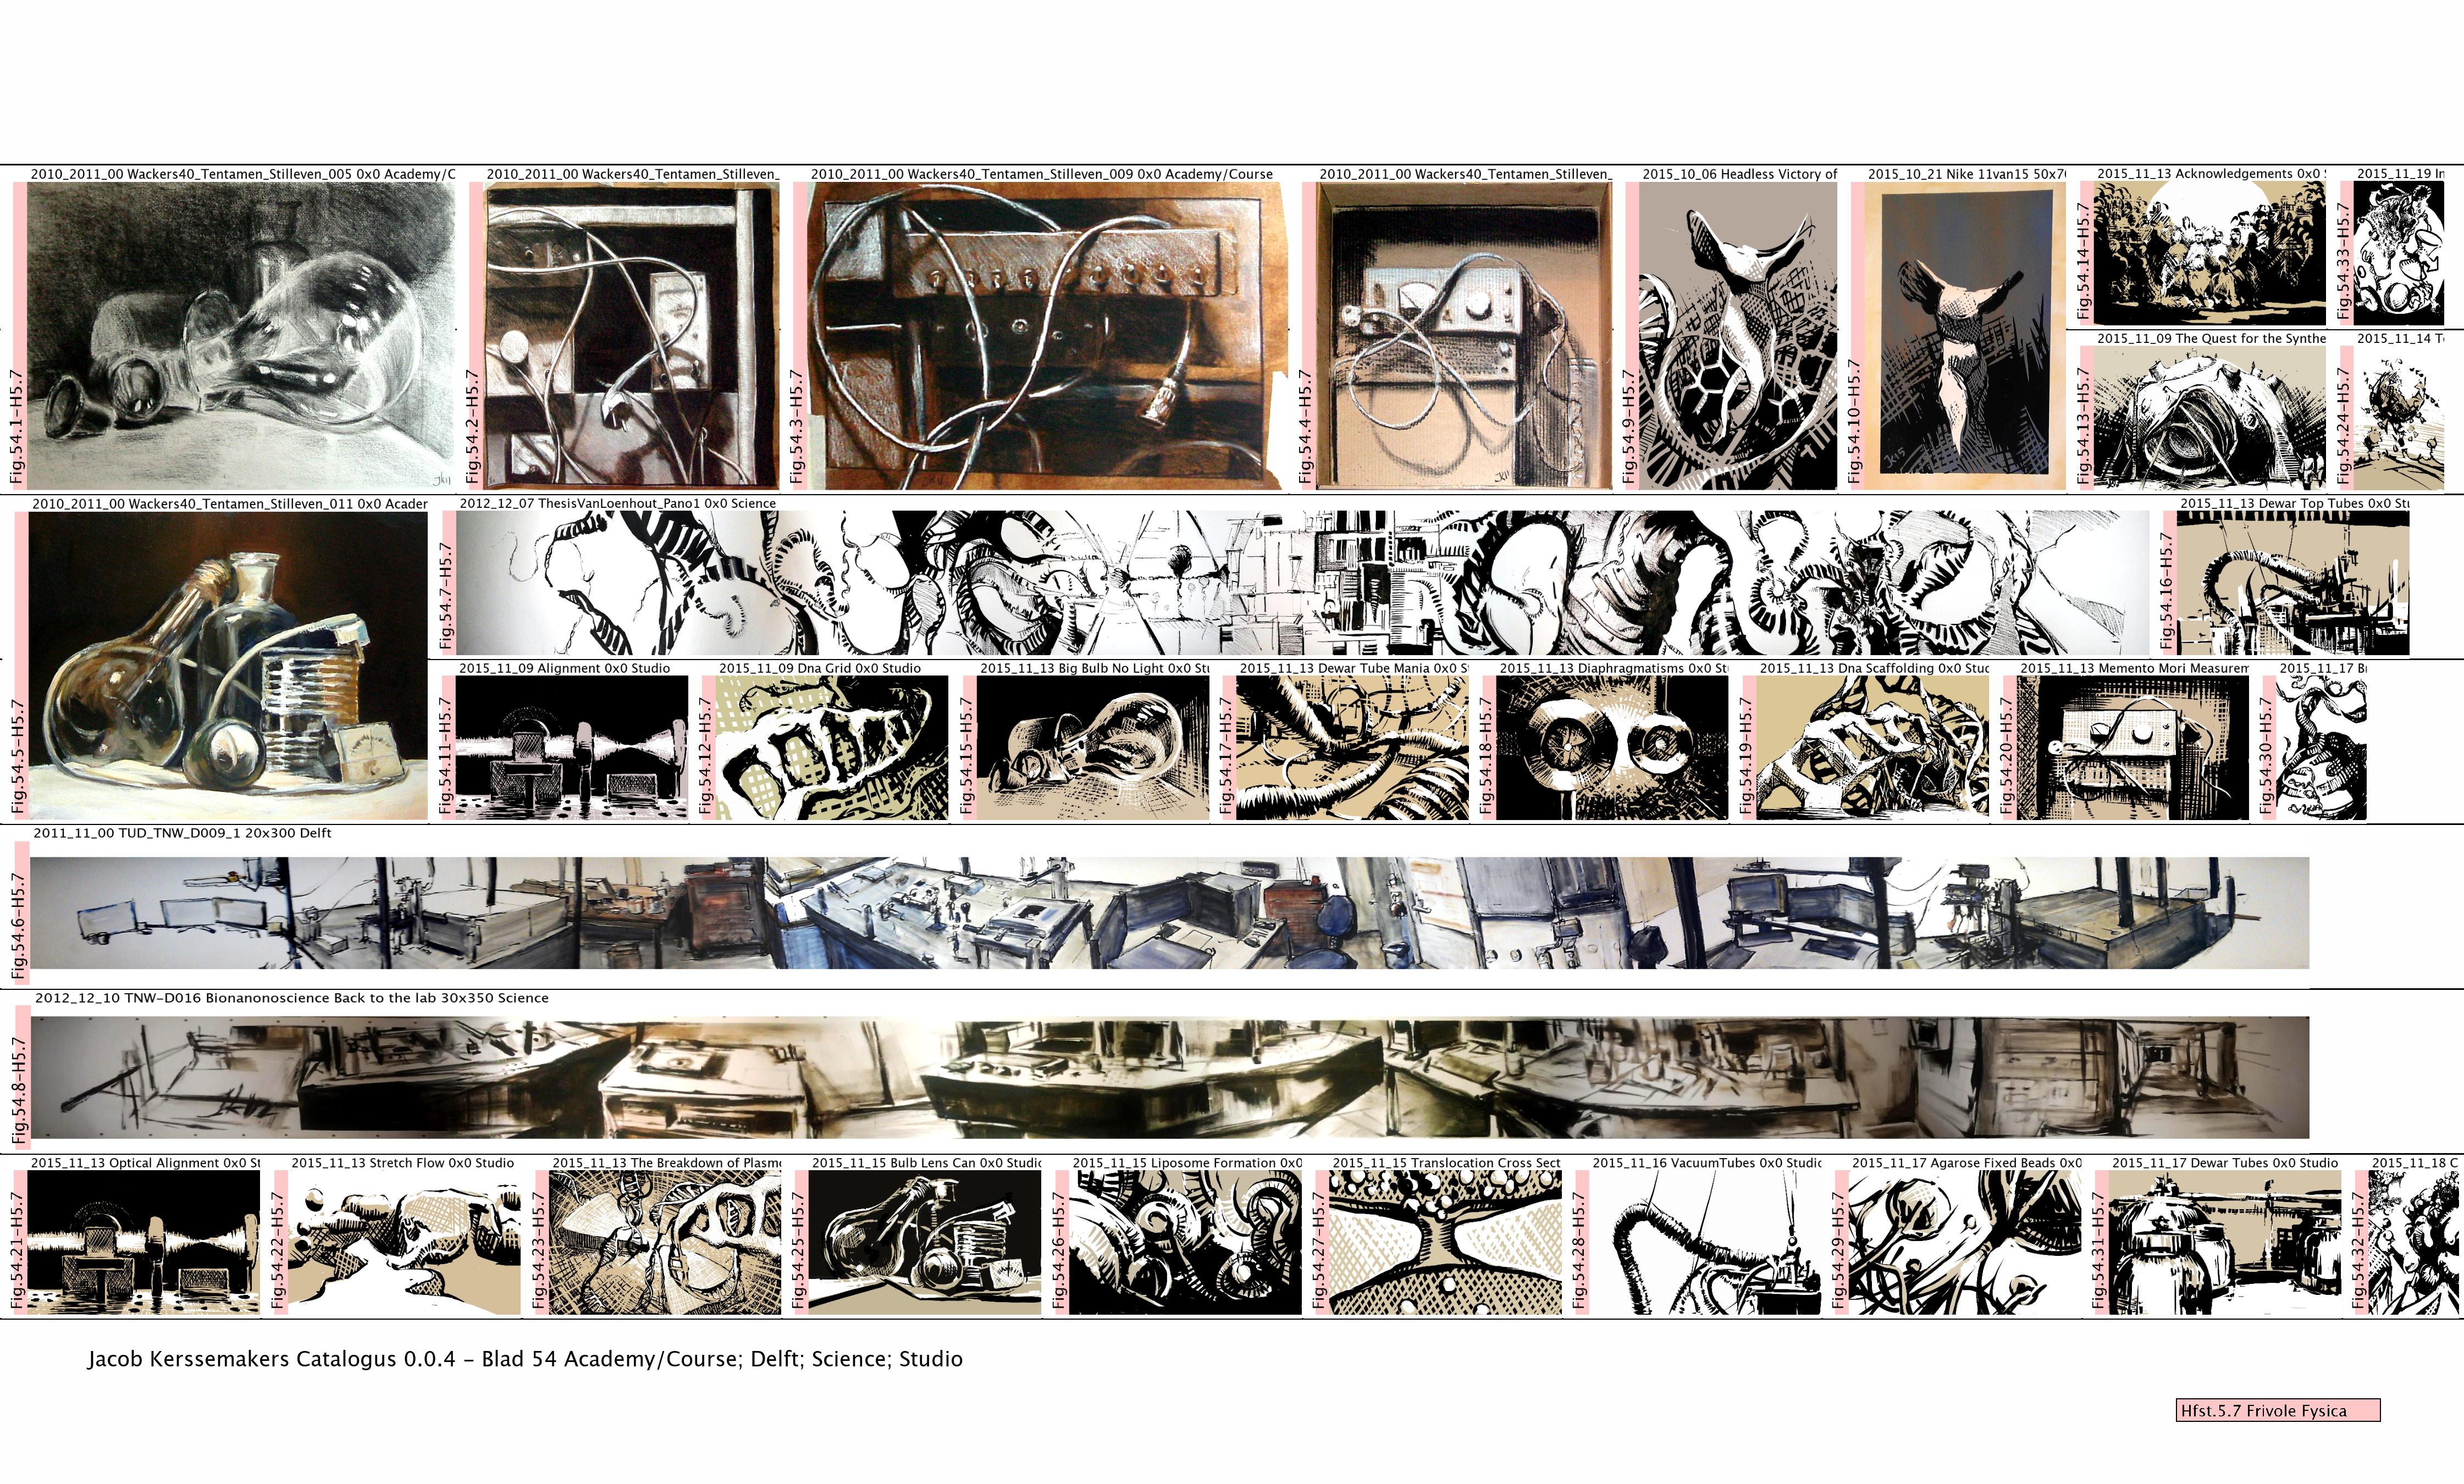 2010_2011_00 Wackers40_Tentamen_Stilleven_005 0x0 Academy/C
Fig.54.1-H5.7
2010_2011_00 Wackers40_Tentamen_Stilleven_
Fig.54.2-H5.7
2010_2011_00 Wackers40_Tentamen_Stilleven_009 0x0 Academy/Course
Fig.54.3-H5.7
2010_2011_00 Wackers40_Tentamen_Stilleven_
Fig.54.4-H5.7
2015_10_06 Headless Victory of
Fig.54.9-H5.7
2015_10_21 Nike 11van15 50x70
Fig.54.10-H5.7
JK15
2015_11_13 Acknowledgements 0x0 S
Fig.54.14-H5.7
2015_11_19 In
Fig.54.33-H5.7
2015_11_09 The Quest for the Synthe
Fig.54.13-H5.7
2015_11_14 T
Fig.54.24-H5.7
2010_2011_00 Wackers40_Tentamen_Stilleven_011 0x0 Academ
Fig.54.5-H5.7
2012_12_07 ThesisVanLoenhout_Pano1 0x0 Science
Fig.54.7-H5.7
2015_11_13 Dewar Top Tubes 0x0 Stu
Fig.54.16-H5.7
2015_11_09 Alignment 0x0 Studio
Fig.54.11-H5.7
2015_11_09 Dna Grid 0x0 Studio
Fig.54.12-H5.7
2015_11_13 Big Bulb No Light 0x0 Stu
Fig.54.15-H5.7
2015_11_13 Dewar Tube Mania 0x0 S
Fig.54.17-H5.7
2015_11_13 Diaphragmatisms 0x0 St
Fig.54.18-H5.7
2015_11_13 Dna Scaffolding 0x0 Stud
Fig.54.19-H5.7
2015_11_13 Memento Mori Measurem
Fig.54.20-H5.7
2015_11_17 B
Fig.54.30-H5.7
2011_11_00 TUD_TNW_D009_1 20x300 Delft
Fig.54.6-H5.7
2012_12_10 TNW-D016 Bionanonoscience Back to the lab 30x350 Science
Fig.54.8-H5.7
2015_11_13 Optical Alignment 0x0 St
Fig.54.21-H5.7
2015_11_13 Stretch Flow 0x0 Studio
Fig.54.22-H5.7
2015_11_13 The Breakdown of Plasm
Fig.54.23-H5.7
2015_11_15 Bulb Lens Can 0x0 Studio
Fig.54.25-H5.7
2015_11_15 Liposome Formation 0x0
Fig.54.26-H5.7
2015_11_15 Translocation Cross Sect
Fig.54.27-H5.7
2015_11_16 VacuumTubes 0x0 Studio
Fig.54.28-H5.7
2015_11_17 Agarose Fixed Beads 0x0
Fig.54.29-H5.7
2015_11_17 Dewar Tubes 0x0 Studio
Fig.54.31-H5.7
2015_11_18 C
Fig.54.32-H5.7
Jacob Kerssemakers Catalogus 0.0.4 - Blad 54 Academy/Course; Delft; Science; Studio
Hfst.5.7 Frivole Fysica